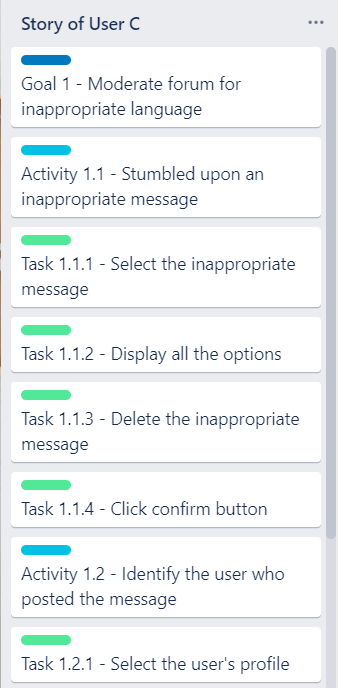 Story of User C
Goal 1 - Moderate forum for
inappropriate language
Activity 1.1 - Stumbled upon an
inappropriate message
Task 1.1.1 - Select the inappropriate
message
Task 1.1.2 - Display all the options
Task 1.1.3 - Delete the inappropriate
message
Task 1.1.4 - Click confirm button
Activity 1.2 - Identify the user who
posted the message
Task 1.2.1 - Select the user's profile